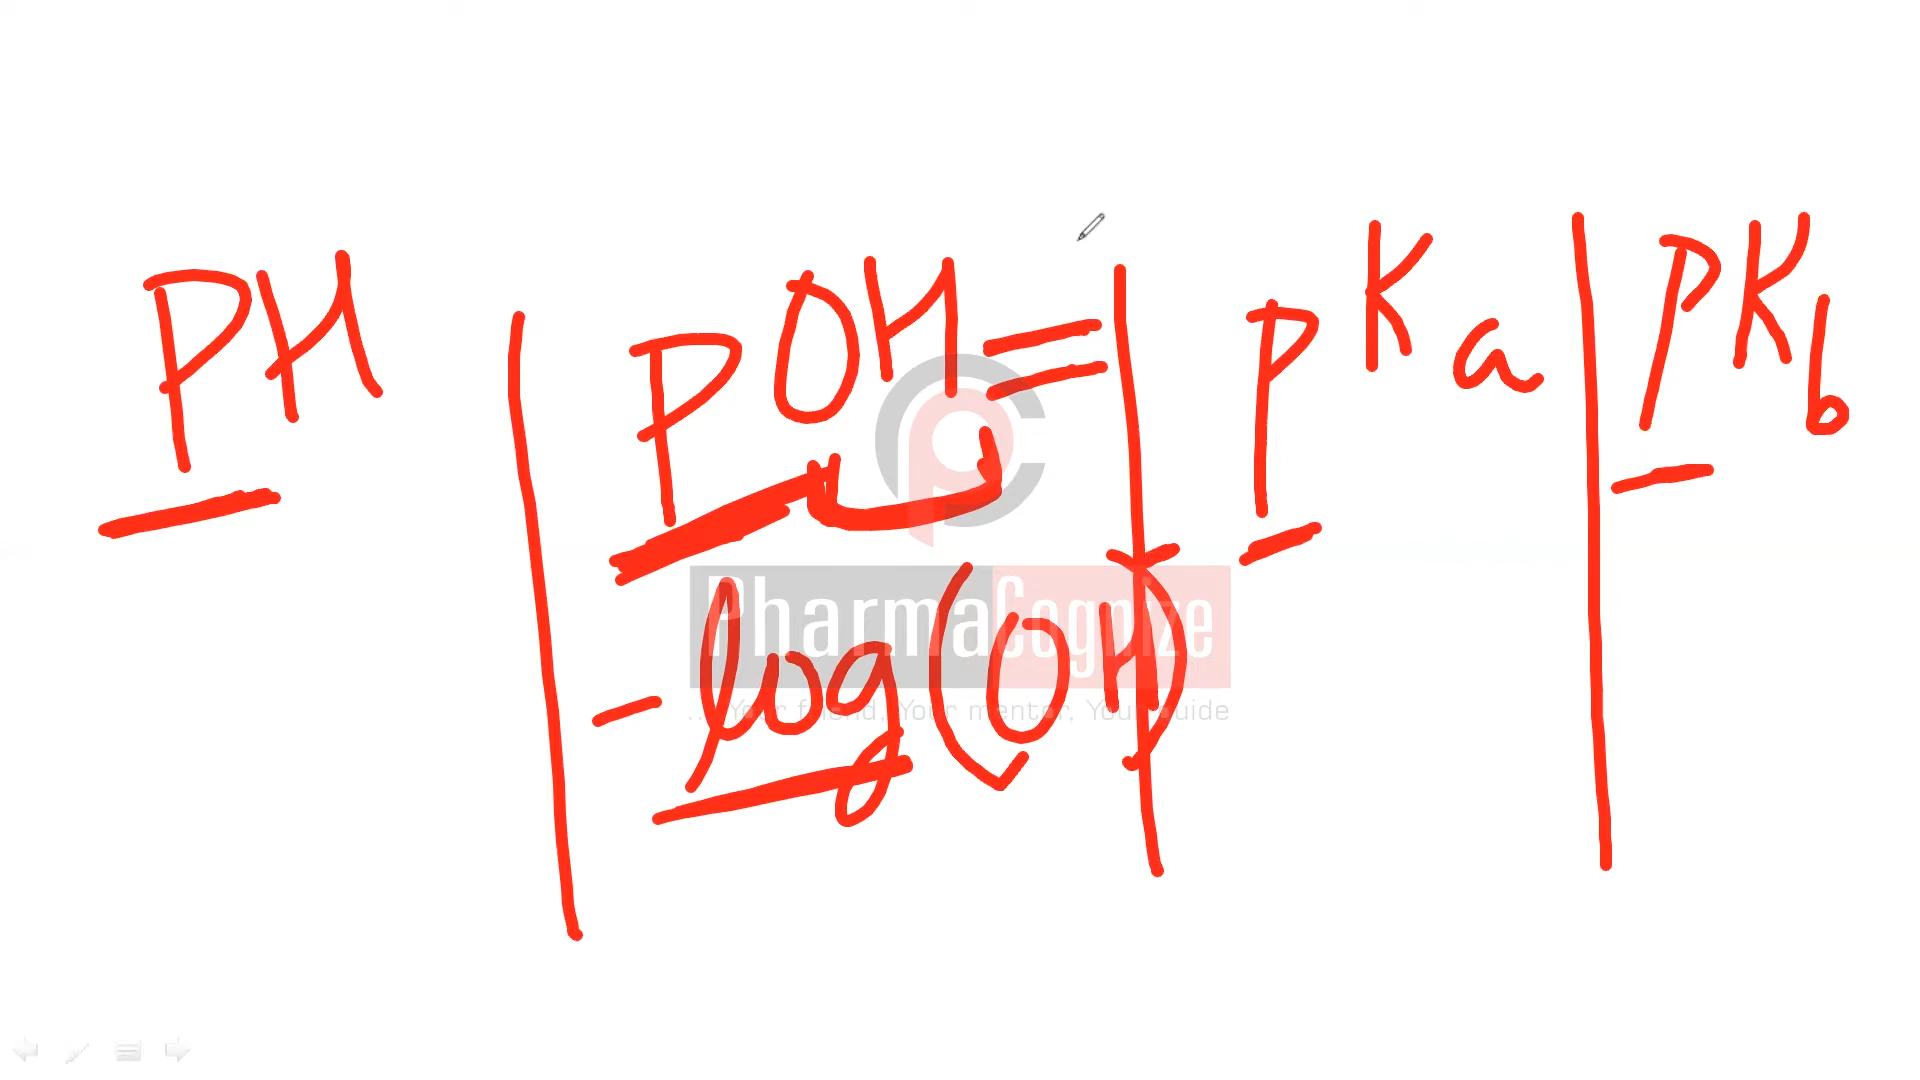 PH | POH= | PKa | PKb
-log(OH)
PharmaCognize
...Your friend, Your mentor, Your guide